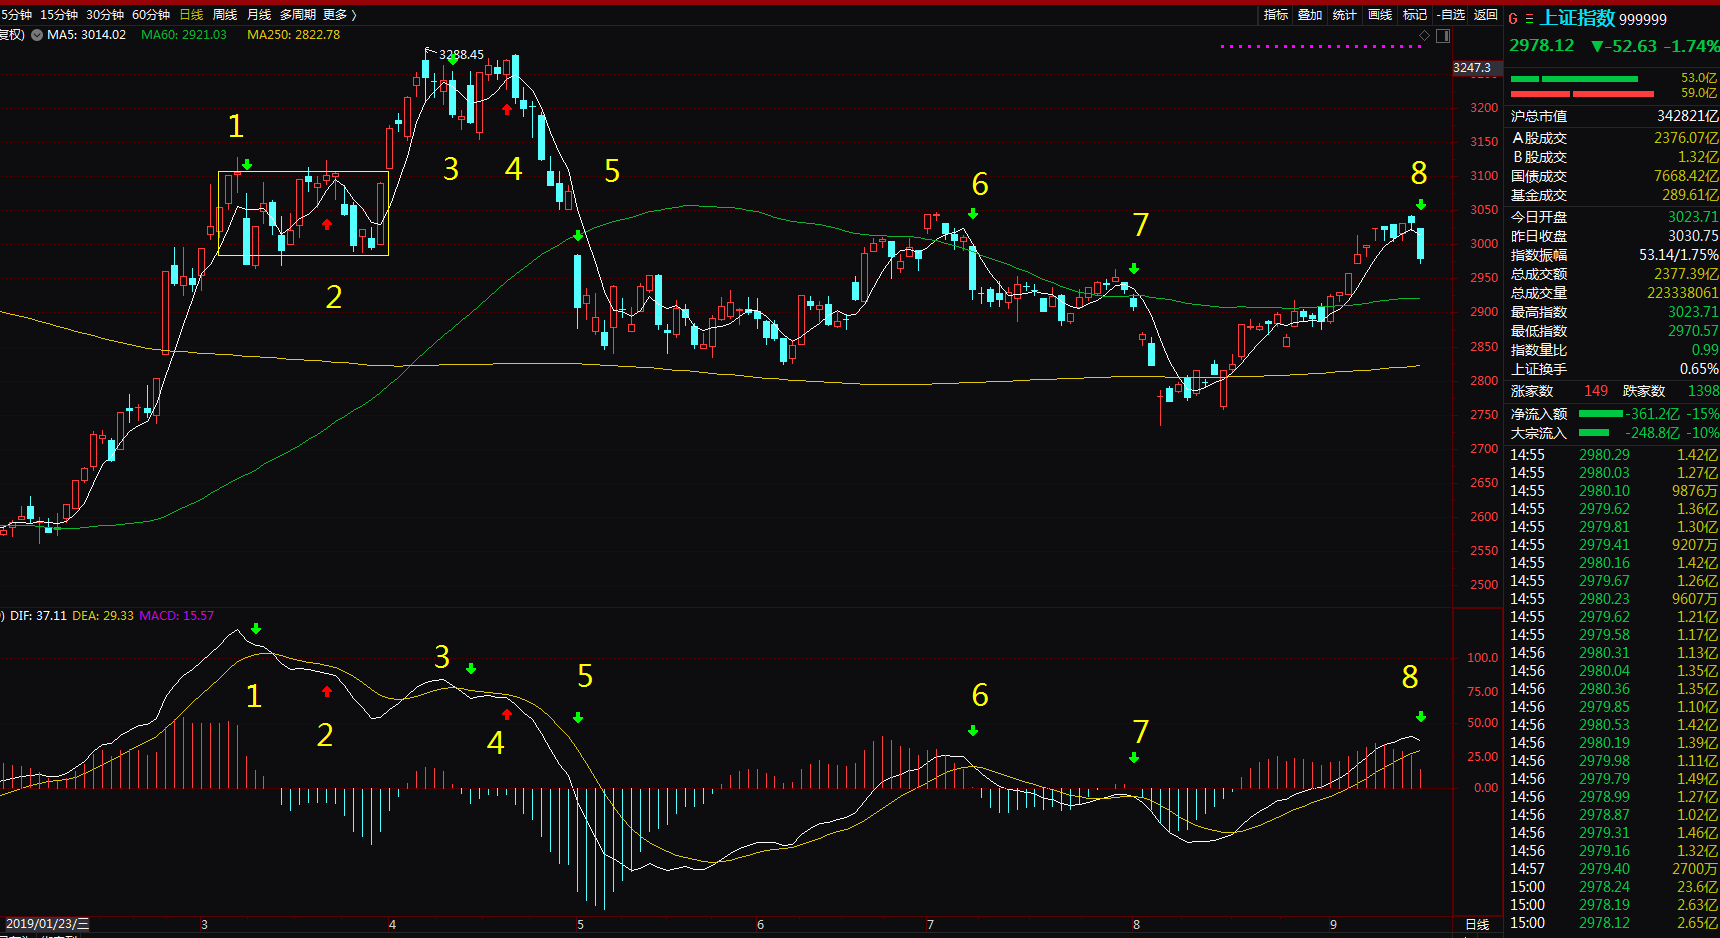 5分钟 15分钟 30分钟 60分钟 日线 周线 月线 多周期 更多 〉
指标 叠加 统计 画线 标记 -自选 返回
复权) MA5: 3014.02 MA60: 2921.03 MA250: 2822.78
3288.45
3247.3
3200
3150
3100
3050
3000
2950
2900
2850
2800
2750
2700
2650
2600
2550
2500
1
2
3
4
5
6
7
8
) DIF: 37.11 DEA: 29.33 MACD: 15.57
1
2
3
4
5
6
7
8
100.0
75.00
50.00
25.00
0.00
2019/01/23/三 3 4 5 6 7 8 9 日线
G 上证指数 999999
2978.12 ▼-52.63 -1.74%
53.0亿
59.0亿
沪总市值 342821亿
A股成交 2376.07亿
B股成交 1.32亿
国债成交 7668.42亿
基金成交 289.61亿
今日开盘 3023.71
昨日收盘 3030.75
指数振幅 53.14/1.75%
总成交额 2377.39亿
总成交量 223338061
最高指数 3023.71
最低指数 2970.57
指数量比 0.99
上证换手 0.65%
涨家数 149 跌家数 1398
净流入额 -361.2亿 -15%
大宗流入 -248.8亿 -10%
14:55 2980.29 1.42亿
14:55 2980.03 1.27亿
14:55 2980.10 9876万
14:55 2979.62 1.36亿
14:55 2979.81 1.30亿
14:55 2979.41 9207万
14:55 2980.16 1.42亿
14:55 2979.67 1.26亿
14:55 2980.23 9607万
14:55 2979.62 1.21亿
14:55 2979.58 1.17亿
14:56 2980.31 1.13亿
14:56 2980.04 1.35亿
14:56 2980.36 1.35亿
14:56 2979.85 1.10亿
14:56 2980.53 1.42亿
14:56 2980.19 1.39亿
14:56 2979.98 1.11亿
14:56 2979.79 1.49亿
14:56 2978.99 1.27亿
14:56 2978.87 1.02亿
14:56 2979.31 1.46亿
14:56 2979.16 1.32亿
14:57 2979.40 2700万
15:00 2978.24 23.6亿
15:00 2978.19 2.63亿
15:00 2978.12 2.65亿